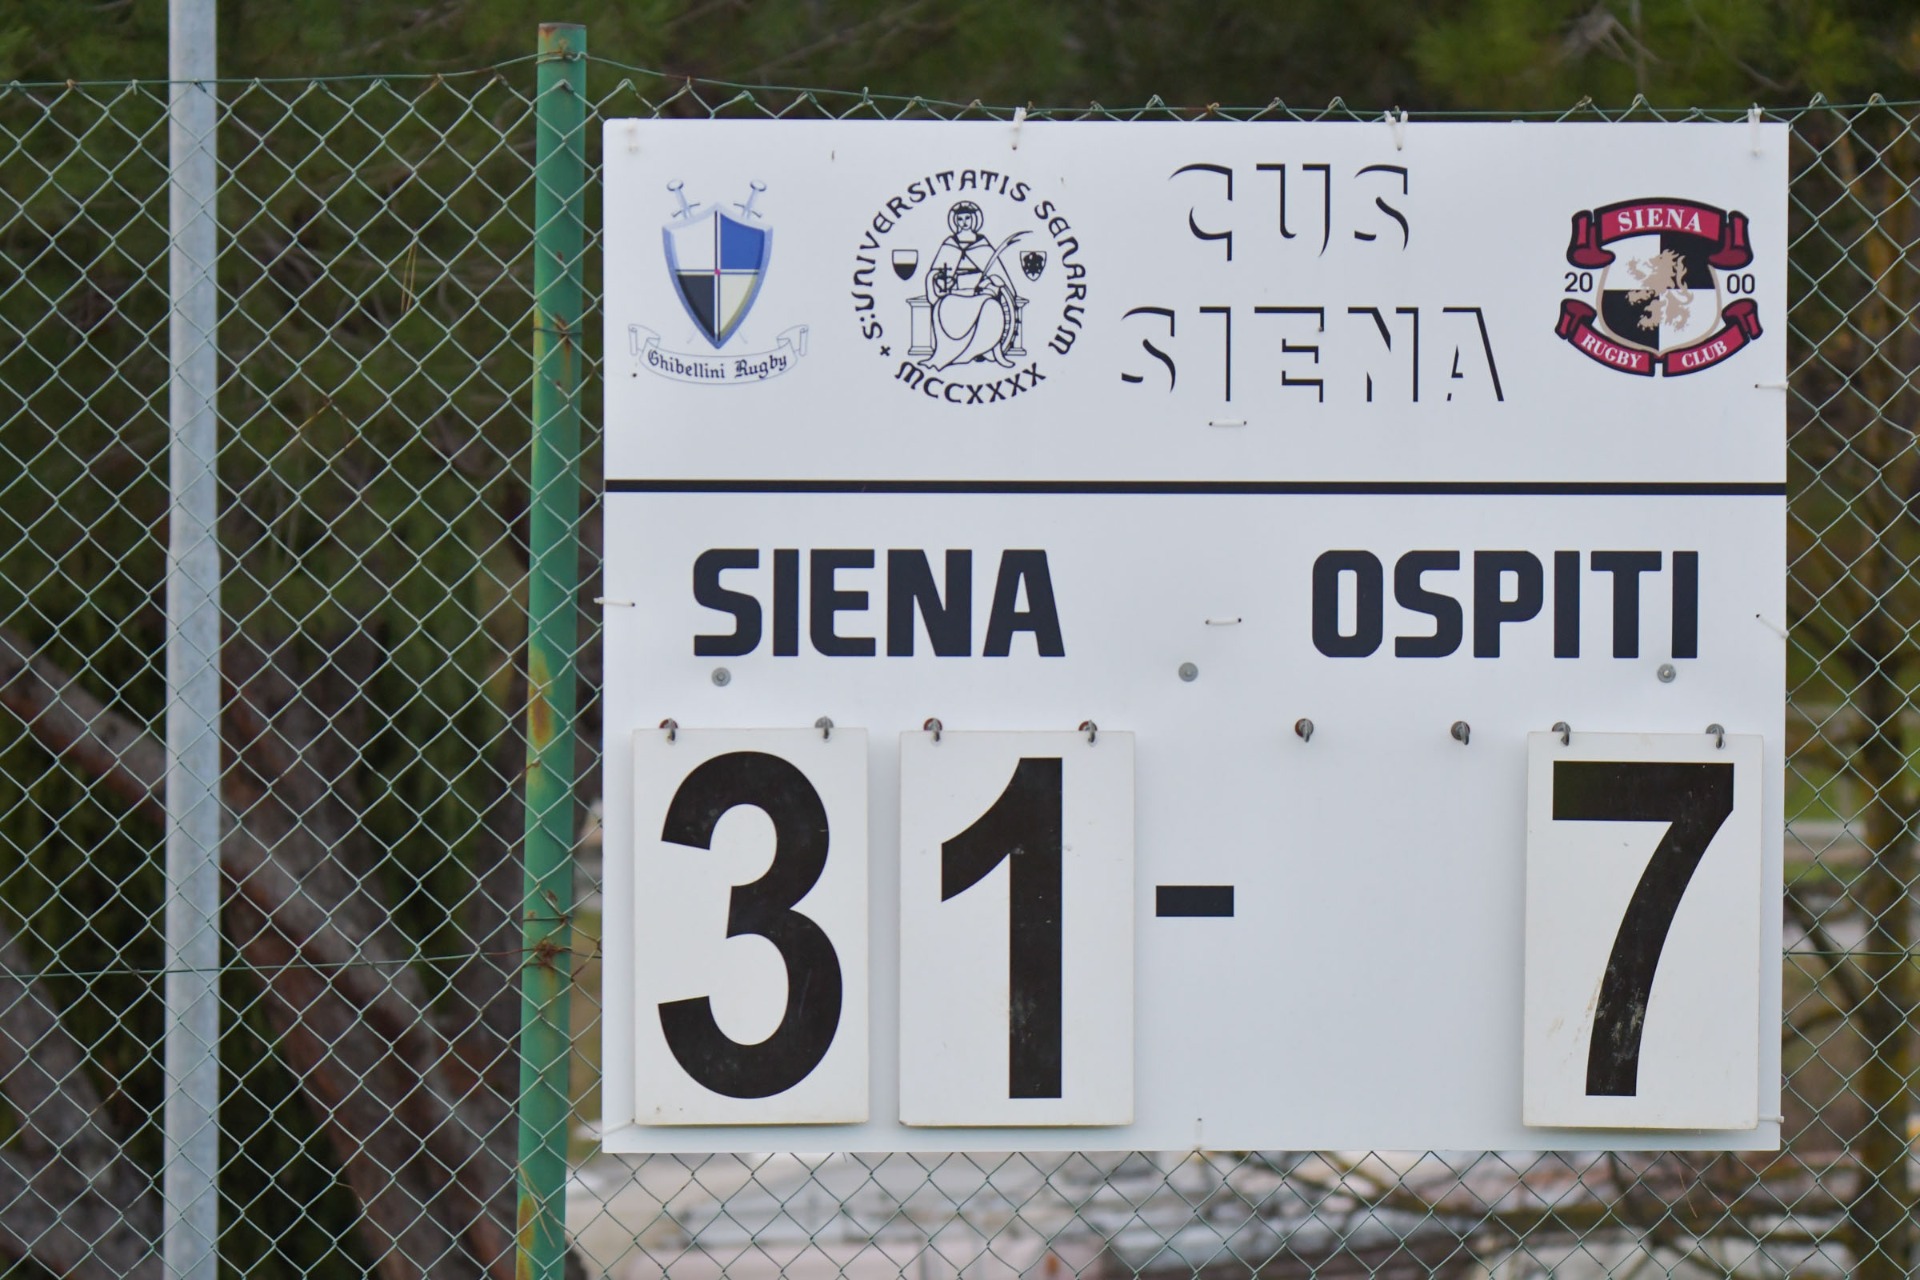 Ghibellini Rugby
S:UNIVERSITATIS SENARUM
MCCXXXX
CUS
SIENA
SIENA
20 00
RUGBY CLUB
SIENA OSPITI
31 - 7